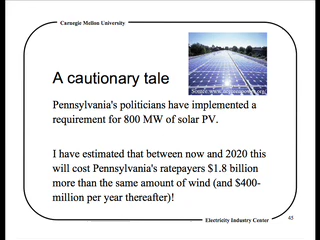 Carnegie Mellon University
A cautionary tale
Pennsylvania's politicians have implemented a
requirement for 800 MW of solar PV.
I have estimated that between now and 2020 this
will cost Pennsylvania's ratepayers $1.8 billion
more than the same amount of wind (and $400-
million per year thereafter)!
Electricity Industry Center
43